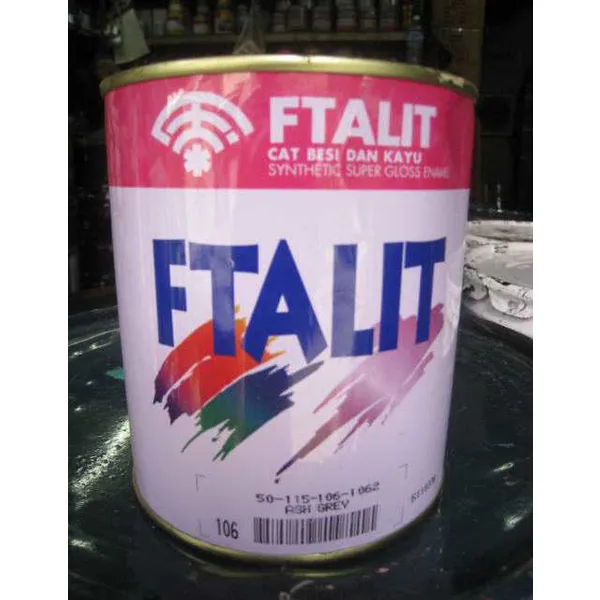 FTALIT
CAT BESI DAN KAYU
SYNTHETIC SUPER GLOSS ENAMEL
FTALIT
50-115-106-1062
ASH GREY
106